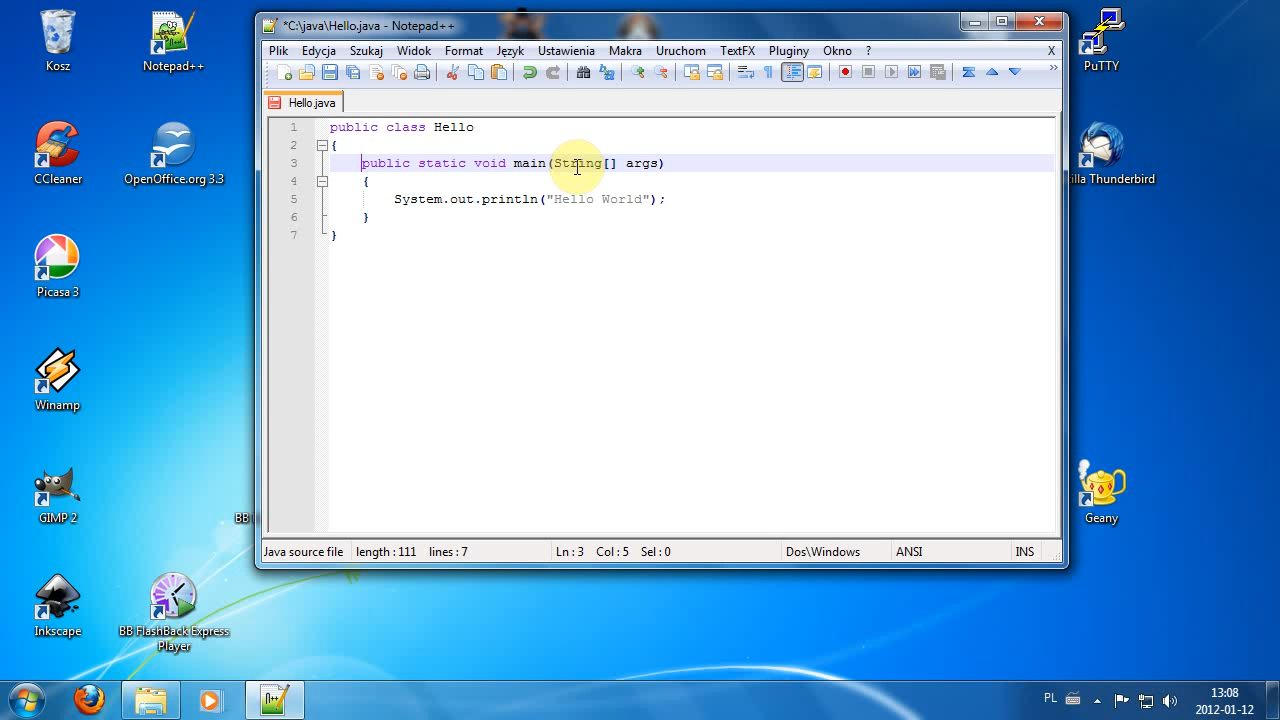 *C:\java\Hello.java - Notepad++
Plik Edycja Szukaj Widok Format Język Ustawienia Makra Uruchom TextFX Pluginy Okno ? X
Hello.java
1 public class Hello
2 {
3 public static void main(String[] args)
4 {
5 System.out.println("Hello World");
6 }
7 }
Java source file length : 111 lines : 7 Ln : 3 Col : 5 Sel : 0 Dos\Windows ANSI INS
Kosz
Notepad++
CCleaner
OpenOffice.org 3.3
Picasa 3
Winamp
GIMP 2
BB
Inkscape
BB FlashBack Express
Player
PuTTY
illa Thunderbird
Geany
PL
13:08
2012-01-12